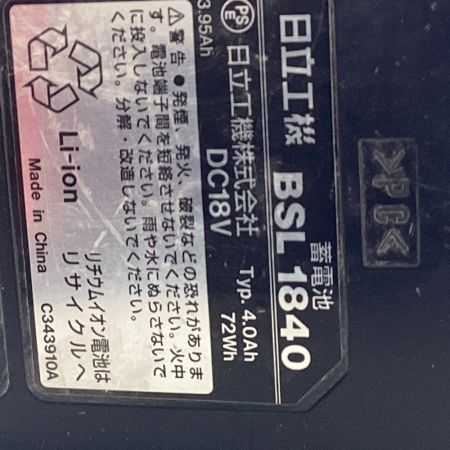 日立工機
蓄電池
BSL 1840
PSE
日立工機株式会社
DC18V
Typ. 4.0Ah
72Wh
3.95Ah
⚠警告 ●発煙、発火、破裂などの恐れがありま
す。電池端子間を短絡させないでください。火中
に投入しないでください。雨や水にぬらさないで
ください。分解・改造しないでください。
Li-ion
リチウムイオン電池は
リサイクルへ
Made in China
C343910A
>PC<